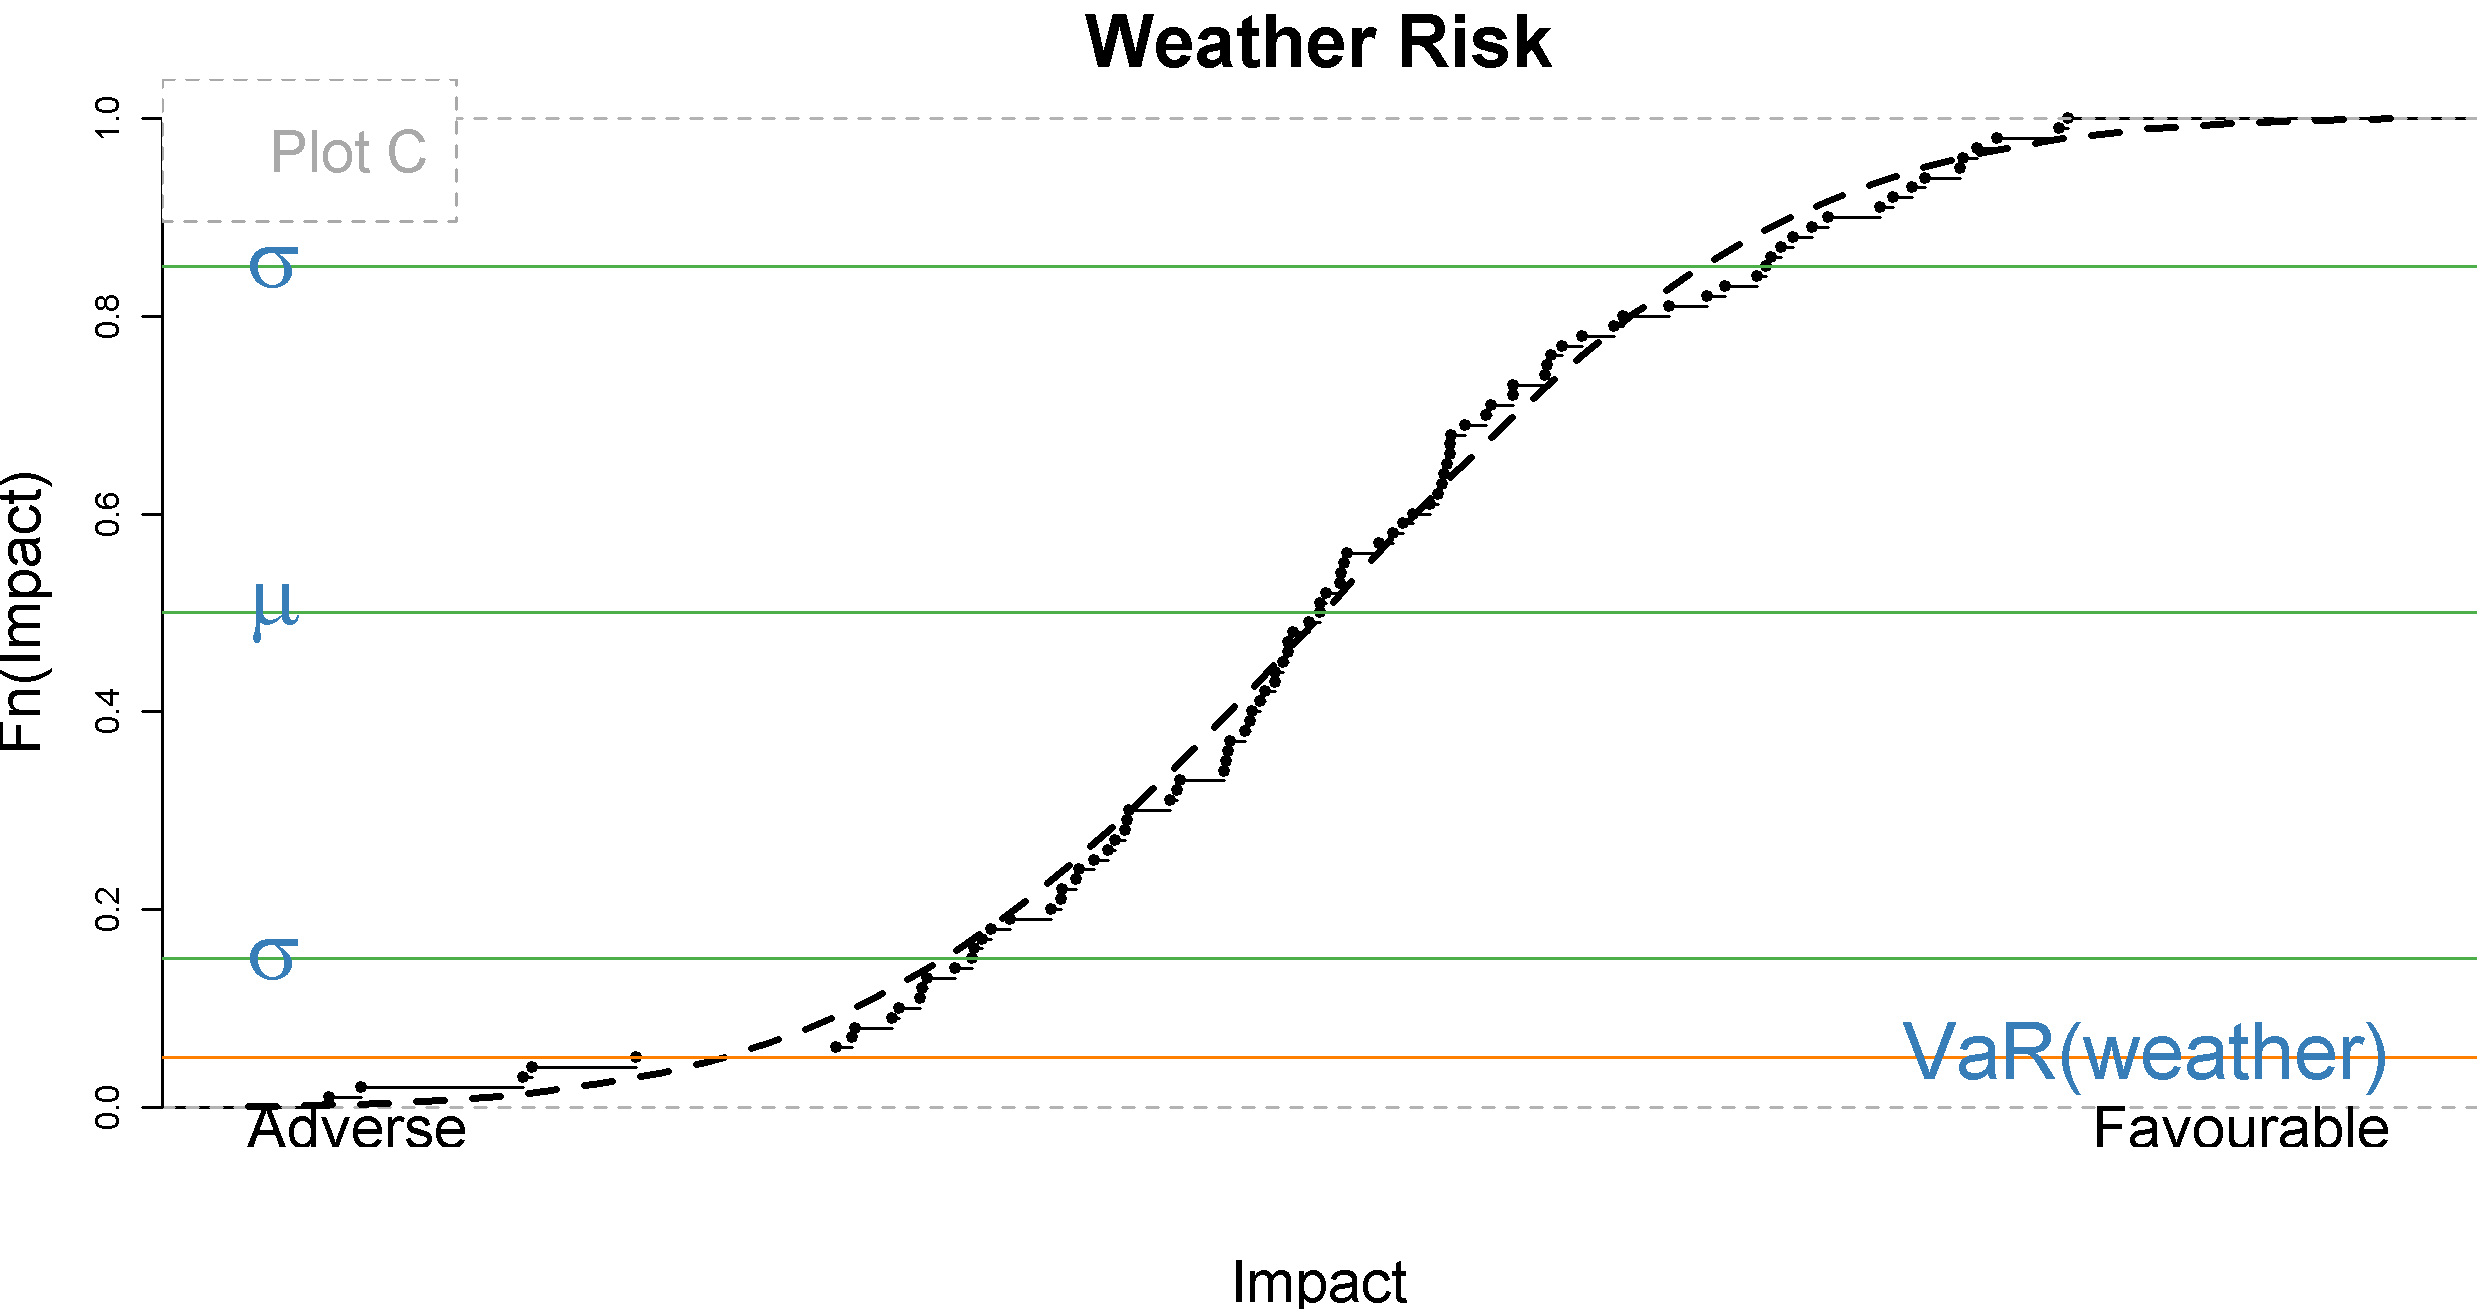 Weather Risk
Plot C
Fn(Impact)
1.0
0.8
0.6
0.4
0.2
0.0
σ
μ
σ
VaR(weather)
Adverse
Favourable
Impact